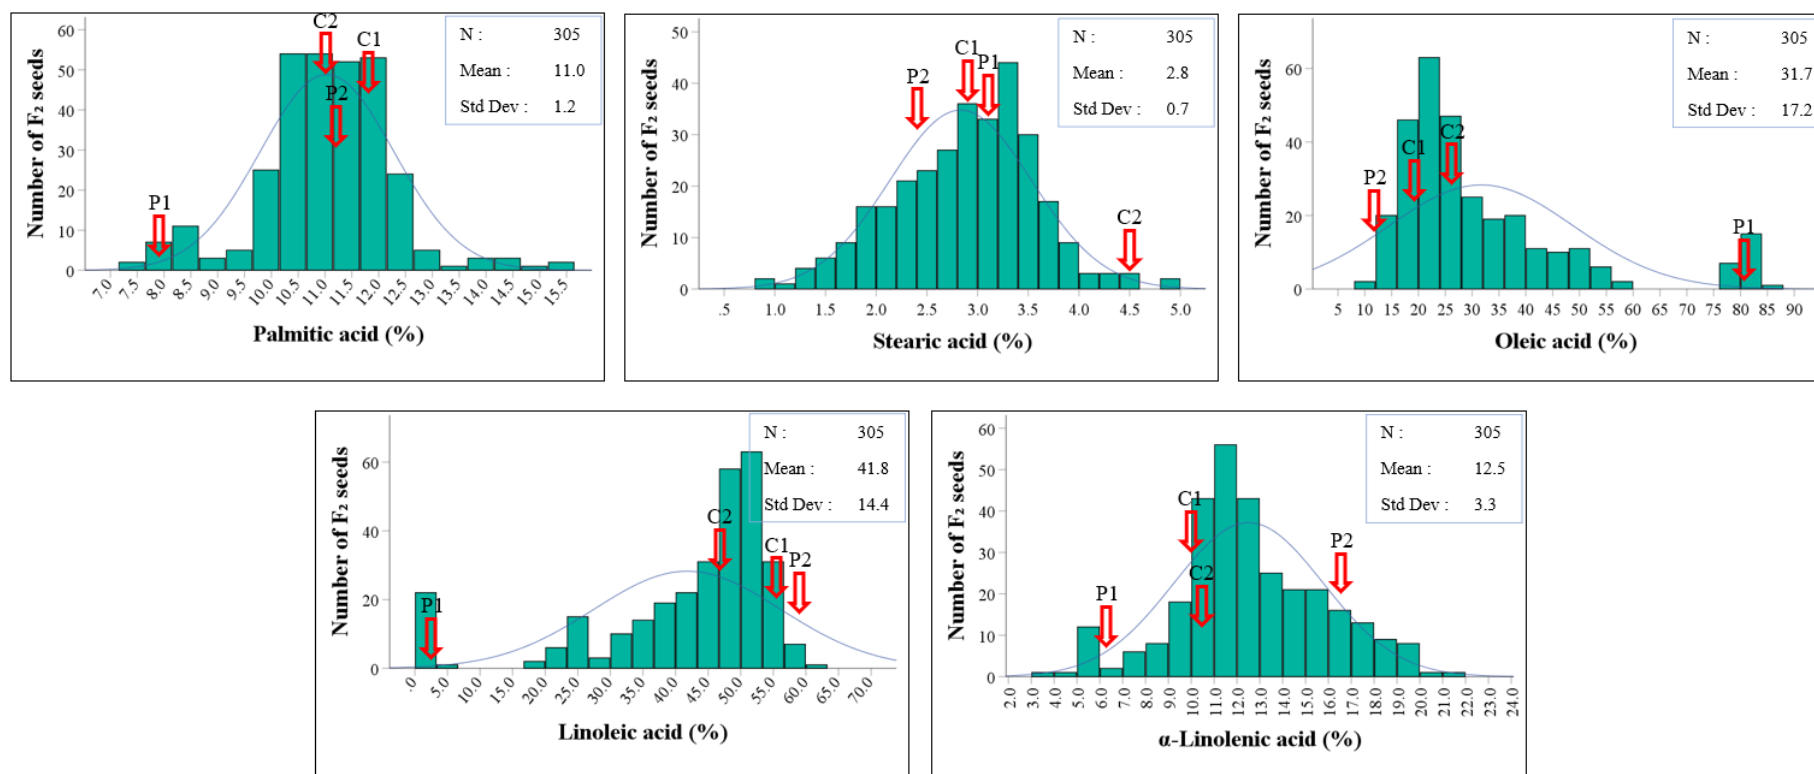 Number of F₂ seeds
60
50
40
30
20
10
0
C2
C1
P2
P1
N : 305
Mean : 11.0
Std Dev : 1.2
7.0 7.5 8.0 8.5 9.0 9.5 10.0 10.5 11.0 11.5 12.0 12.5 13.0 13.5 14.0 14.5 15.0 15.5
Palmitic acid (%)
Number of F₂ seeds
50
40
30
20
10
0
P2
C1
P1
C2
N : 305
Mean : 2.8
Std Dev : 0.7
.5 1.0 1.5 2.0 2.5 3.0 3.5 4.0 4.5 5.0
Stearic acid (%)
Number of F₂ seeds
60
40
20
0
P2
C1
C2
P1
N : 305
Mean : 31.7
Std Dev : 17.2
5 10 15 20 25 30 35 40 45 50 55 60 65 70 75 80 85 90
Oleic acid (%)
Number of F₂ seeds
60
40
20
0
P1
C2
C1
P2
N : 305
Mean : 41.8
Std Dev : 14.4
.0 5.0 10.0 15.0 20.0 25.0 30.0 35.0 40.0 45.0 50.0 55.0 60.0 65.0 70.0
Linoleic acid (%)
Number of F₂ seeds
60
50
40
30
20
10
0
P1
C1
C2
P2
N : 305
Mean : 12.5
Std Dev : 3.3
2.0 3.0 4.0 5.0 6.0 7.0 8.0 9.0 10.0 11.0 12.0 13.0 14.0 15.0 16.0 17.0 18.0 19.0 20.0 21.0 22.0 23.0 24.0
α-Linolenic acid (%)